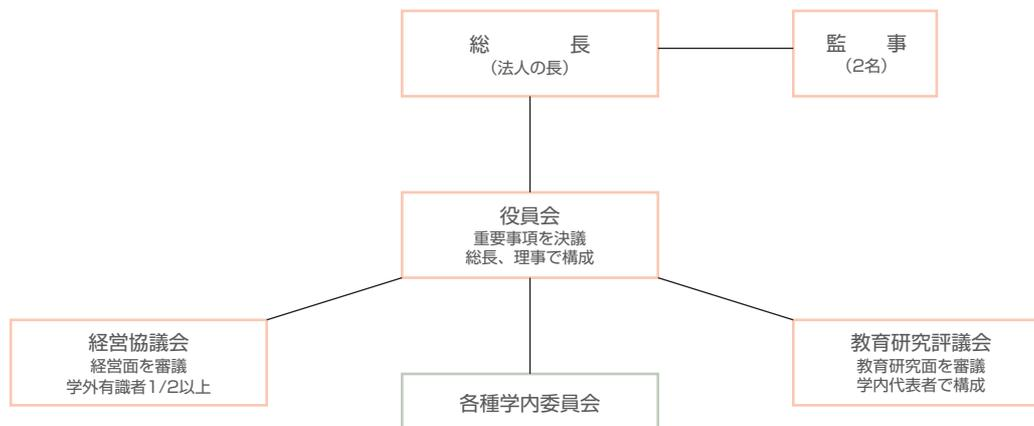 総　長
（法人の長）
監　事
（2名）
役員会
重要事項を決議
総長、理事で構成
経営協議会
経営面を審議
学外有識者1/2以上
各種学内委員会
教育研究評議会
教育研究面を審議
学内代表者で構成